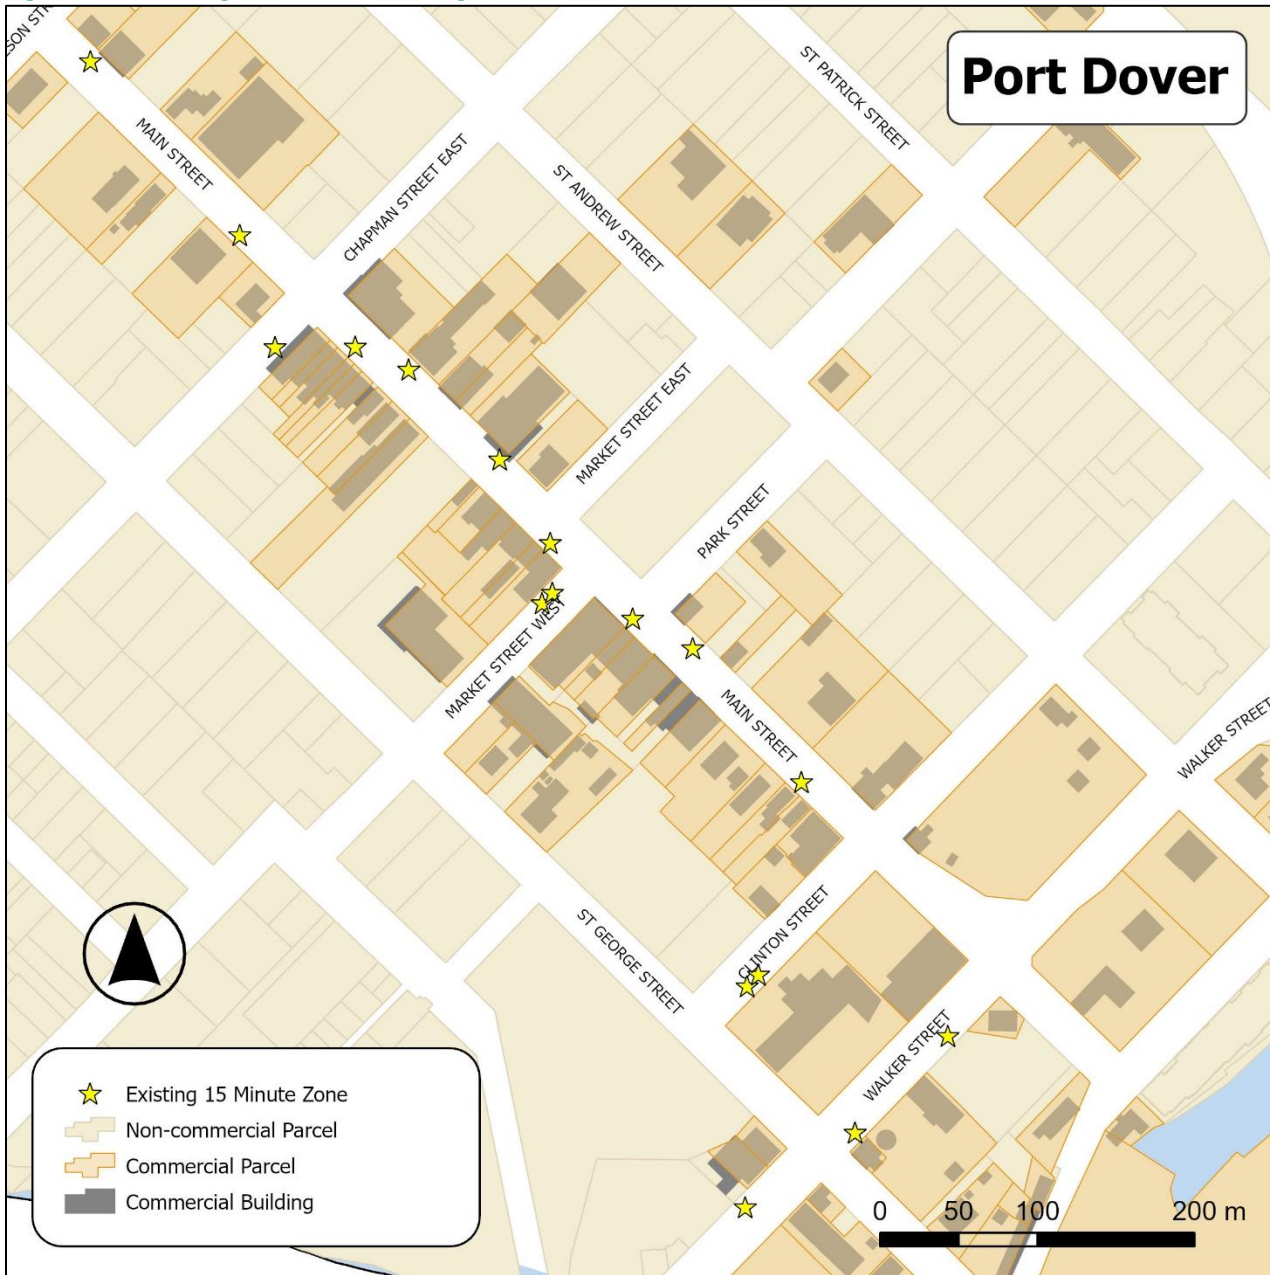 SON STR
Port Dover
ST PATRICK STREET
MAIN STREET
CHAPMAN STREET EAST
ST ANDREW STREET
MARKET STREET EAST
PARK STREET
MARKET STREET WEST
MAIN STREET
WALKER STREET
CLINTON STREET
ST GEORGE STREET
WALKER STREET
Existing 15 Minute Zone
Non-commercial Parcel
Commercial Parcel
Commercial Building
0 50 100 200 m